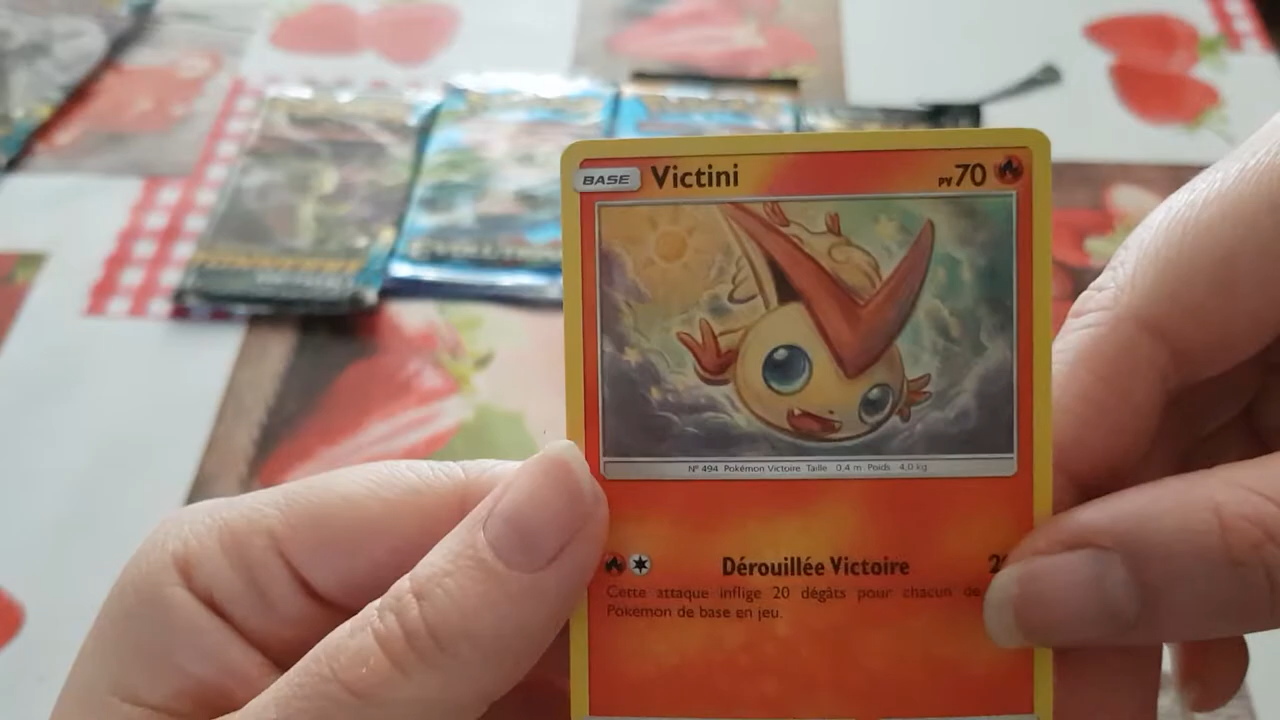 BASE Victini PV70
N° 494 Pokémon Victoire Taille 0,4 m Poids 4,0 kg
Dérouillée Victoire
Cette attaque inflige 20 dégâts pour chacun de
Pokémon de base en jeu.